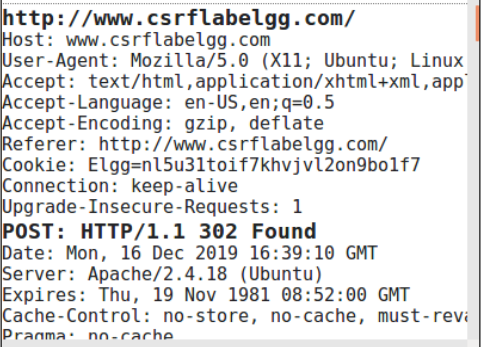 http://www.csrflabelgg.com/
Host: www.csrflabelgg.com
User-Agent: Mozilla/5.0 (X11; Ubuntu; Linux
Accept: text/html,application/xhtml+xml,appl
Accept-Language: en-US,en;q=0.5
Accept-Encoding: gzip, deflate
Referer: http://www.csrflabelgg.com/
Cookie: Elgg=nl5u31toif7khvjvl2on9bo1f7
Connection: keep-alive
Upgrade-Insecure-Requests: 1
POST: HTTP/1.1 302 Found
Date: Mon, 16 Dec 2019 16:39:10 GMT
Server: Apache/2.4.18 (Ubuntu)
Expires: Thu, 19 Nov 1981 08:52:00 GMT
Cache-Control: no-store, no-cache, must-reva
Pragma: no-cache